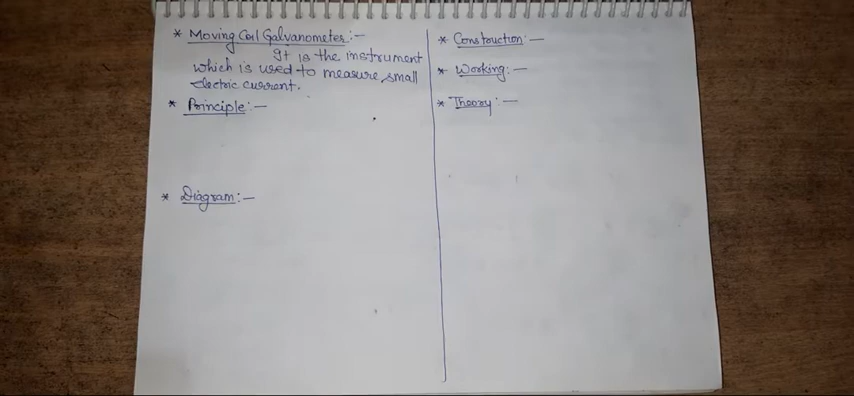 * Moving Coil Galvanometer:-
It is the instrument
which is used to measure small
electric current.
* Principle:-
* Diagram:-
* Construction:-
* Working:-
* Theory:-